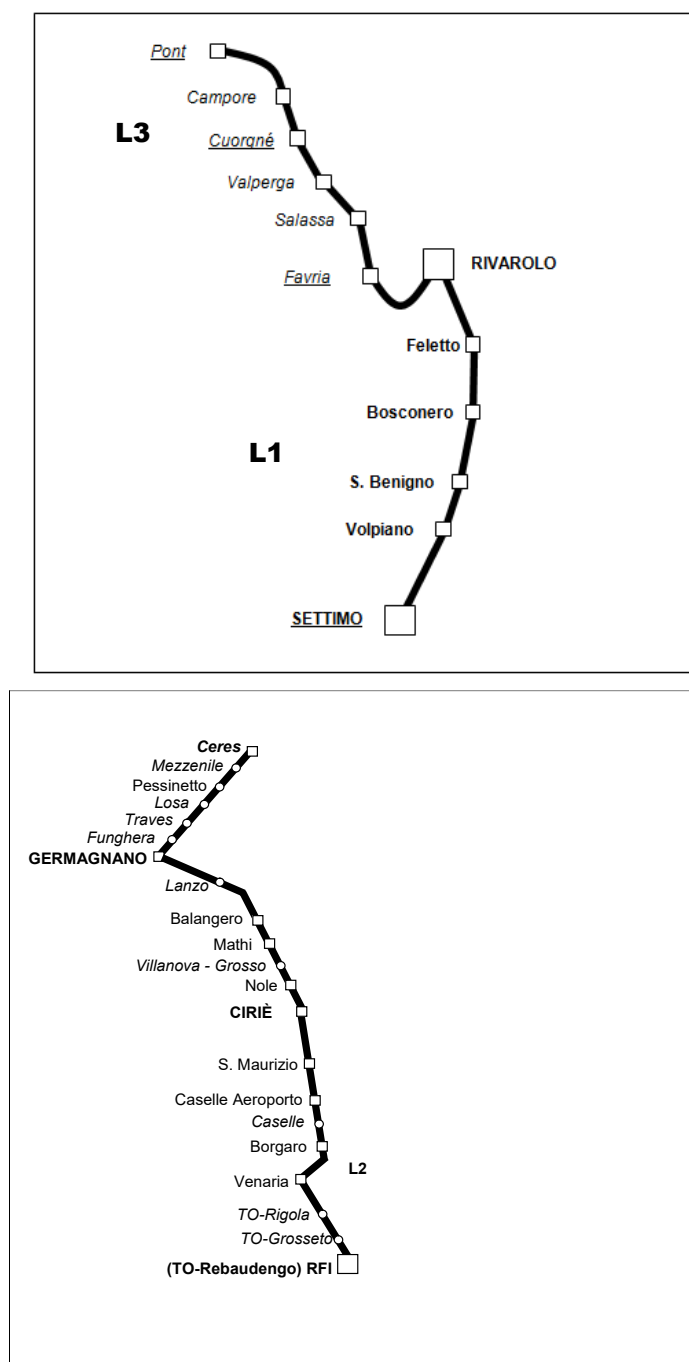 Pont
Campore
L3
Cuorgné
Valperga
Salassa
RIVAROLO
Favria
Feletto
Bosconero
L1
S. Benigno
Volpiano
SETTIMO
Ceres
Mezzenile
Pessinetto
Losa
Traves
Funghera
GERMAGNANO
Lanzo
Balangero
Mathi
Villanova - Grosso
Nole
CIRIÈ
S. Maurizio
Caselle Aeroporto
Caselle
Borgaro
L2
Venaria
TO-Rigola
TO-Grosseto
(TO-Rebaudengo) RFI